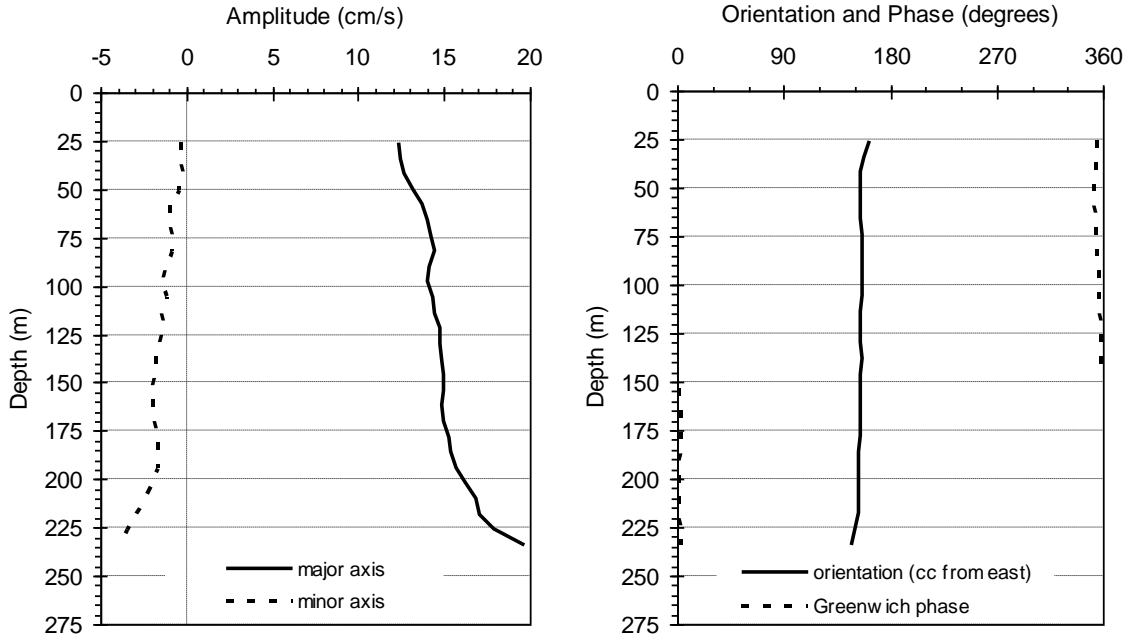 Amplitude (cm/s)
-5 0 5 10 15 20
0
25
50
75
100
125
150
175
200
225
250
275
Depth (m)
major axis
minor axis
Orientation and Phase (degrees)
0 90 180 270 360
0
25
50
75
100
125
150
175
200
225
250
275
Depth (m)
orientation (cc from east)
Greenwich phase